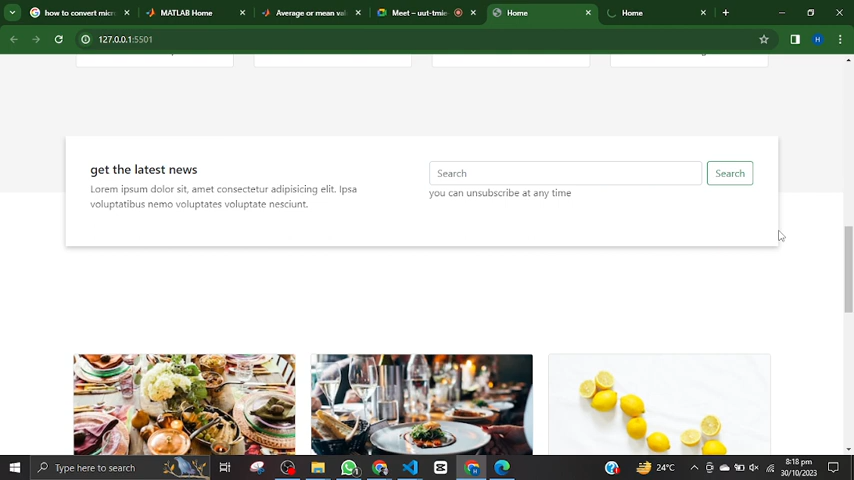 how to convert micr
MATLAB Home
Average or mean val
Meet – uut-tmie
Home
Home
127.0.0.1:5501
H
get the latest news
Lorem ipsum dolor sit, amet consectetur adipisicing elit. Ipsa
voluptatibus nemo voluptates voluptate nesciunt.
Search
Search
you can unsubscribe at any time
Type here to search
24°C
8:18 pm
30/10/2023